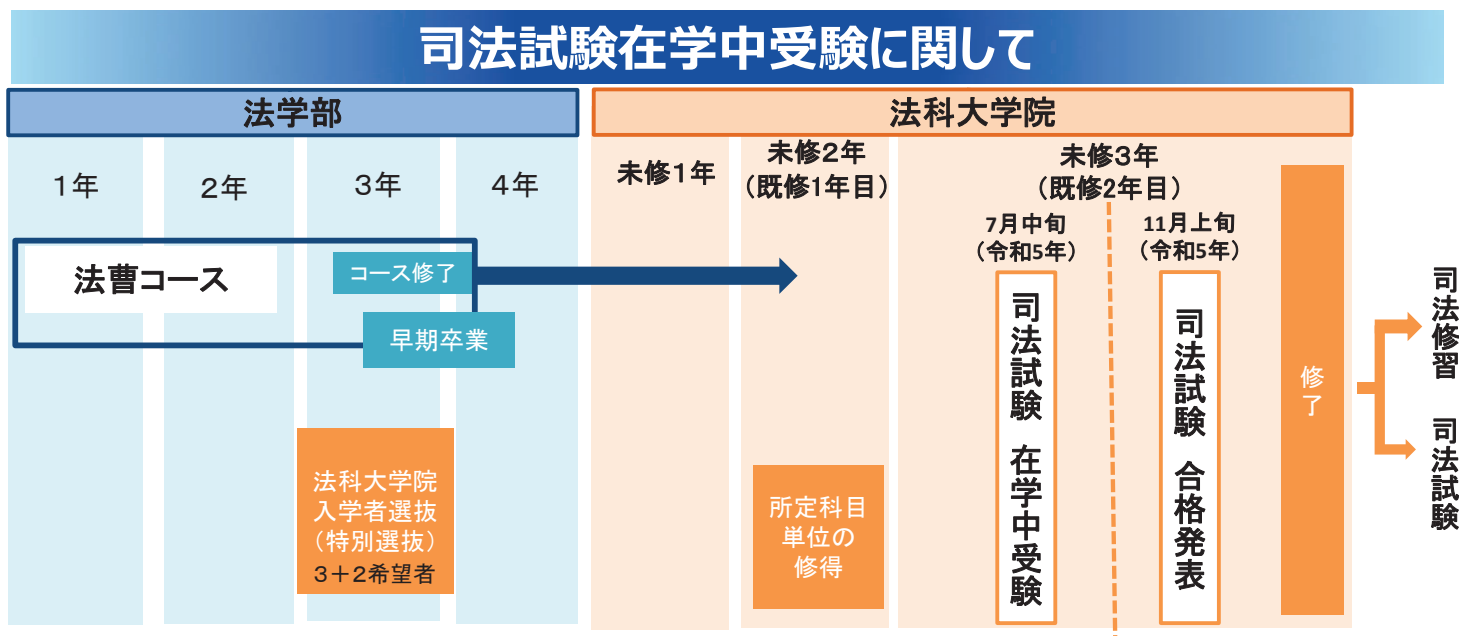 司法試験在学中受験に関して
法学部
法科大学院
1年
2年
3年
4年
未修1年
未修2年
（既修1年目）
未修3年
（既修2年目）
7月中旬
（令和5年）
11月上旬
（令和5年）
法曹コース
コース修了
早期卒業
法科大学院
入学者選抜
（特別選抜）
3＋2希望者
所定科目
単位の
修得
司法試験 在学中受験
司法試験 合格発表
修了
司法修習
司法試験